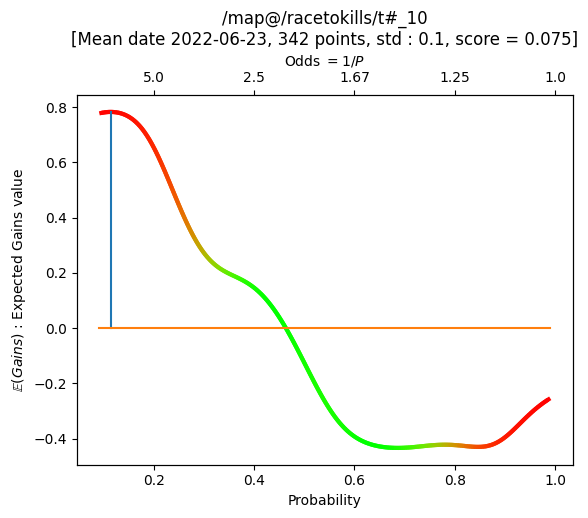 /map@/racetokills/t#_10
[Mean date 2022-06-23, 342 points, std : 0.1, score = 0.075]
Odds = 1/P
5.0 2.5 1.67 1.25 1.0
0.8
0.6
0.4
0.2
0.0
−0.2
−0.4
𝔼(Gains) : Expected Gains value
0.2 0.4 0.6 0.8 1.0
Probability